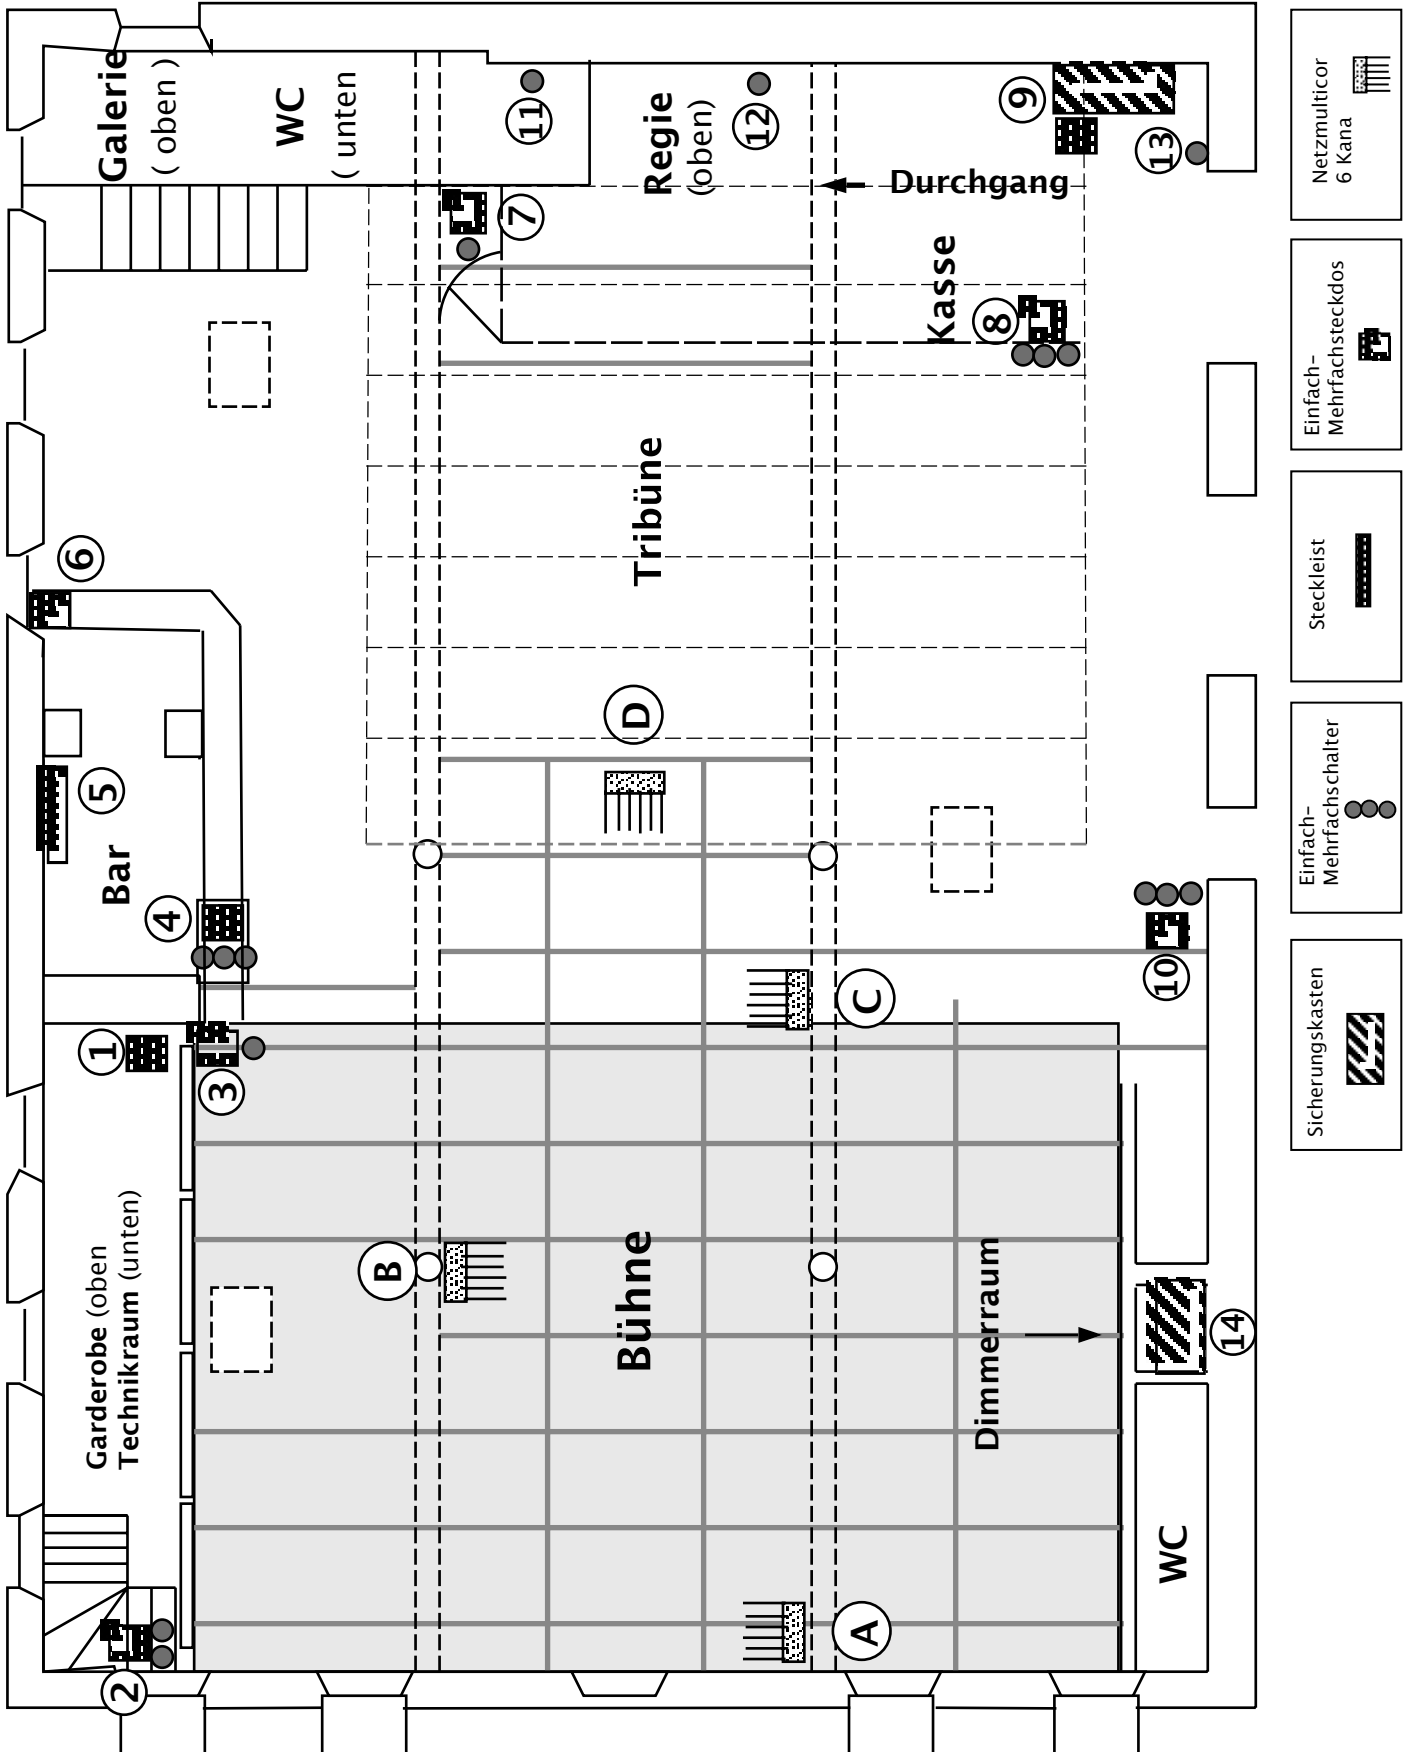 Galerie
( oben )
WC
( unten
11
Regie
(oben)
12
9
13
Durchgang
7
Kasse
8
Tribüne
6
5
Bar
4
D
C
10
1
3
Garderobe (oben
Technikraum (unten)
B
Bühne
Dimmerraum
14
WC
2
A
Netzmulticor
6 Kana
Einfach-
Mehrfachsteckdos
Steckleist
Einfach-
Mehrfachschalter
Sicherungskasten